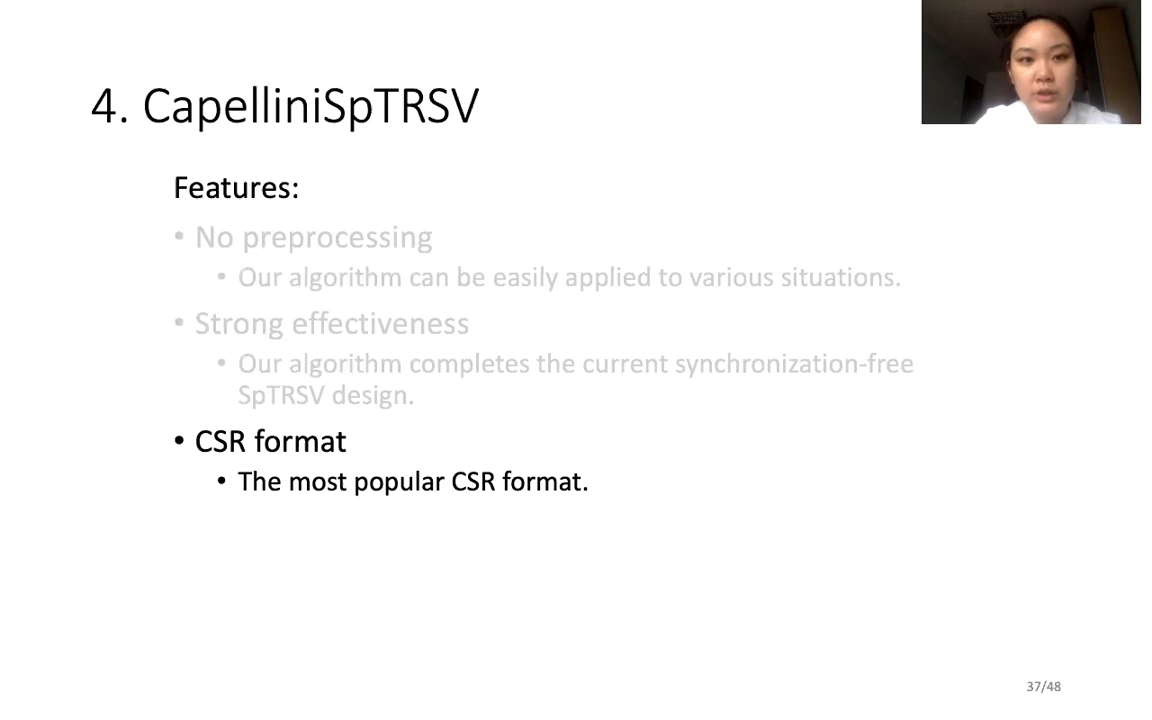 4. CapelliniSpTRSV
Features:
• No preprocessing
• Our algorithm can be easily applied to various situations.
• Strong effectiveness
• Our algorithm completes the current synchronization-free
SpTRSV design.
• CSR format
• The most popular CSR format.
37/48